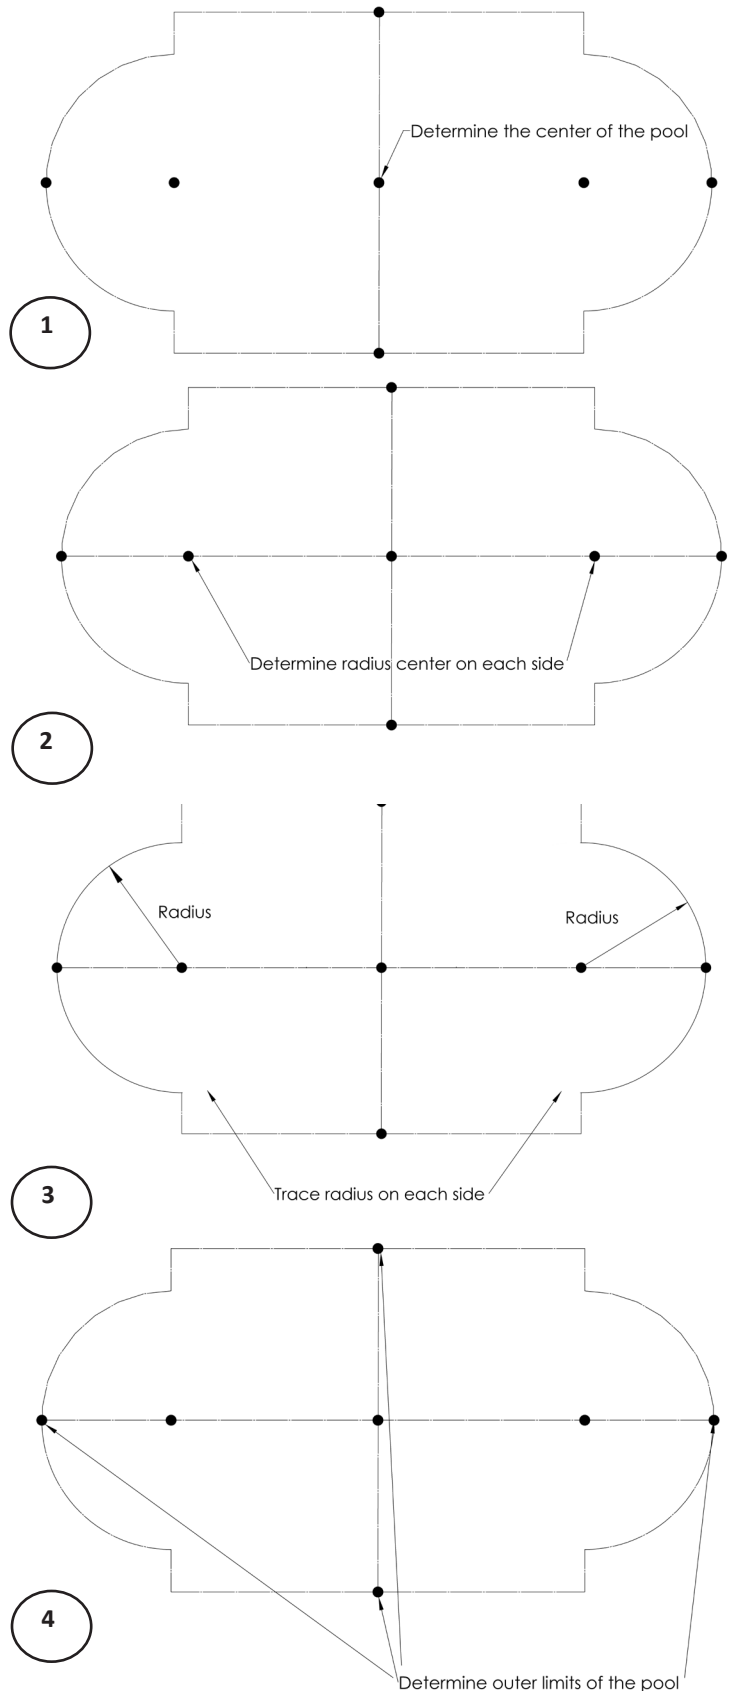 Determine the center of the pool
1
Determine radius center on each side
2
Radius
Radius
Trace radius on each side
3
4
Determine outer limits of the pool